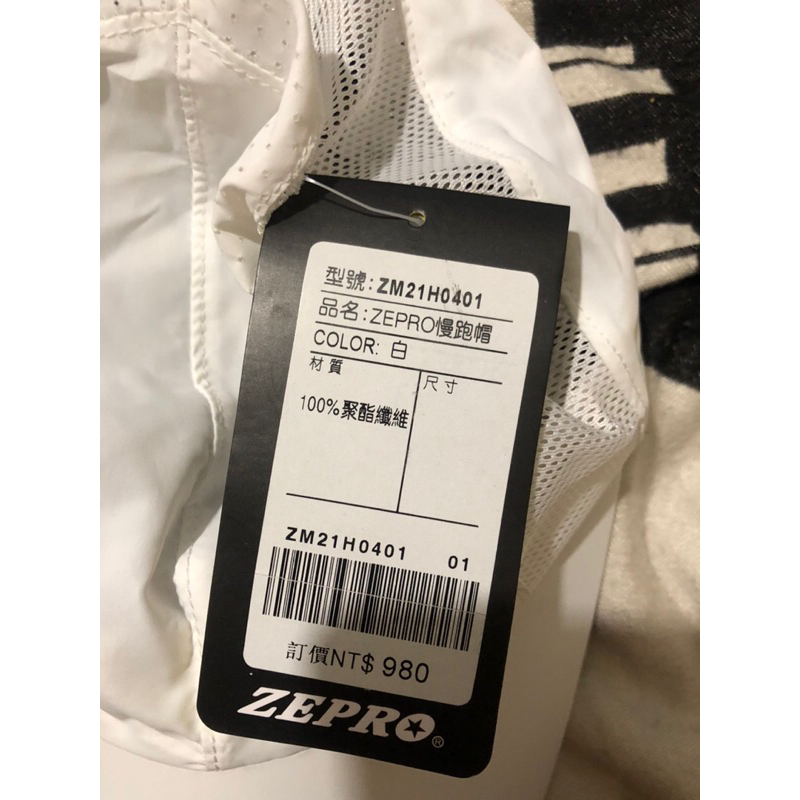 型號:ZM21H0401
品名:ZEPRO慢跑帽
COLOR: 白
材質
尺寸
100%聚酯纖維
ZM21H0401 01
訂價NT$ 980
ZEPRO®